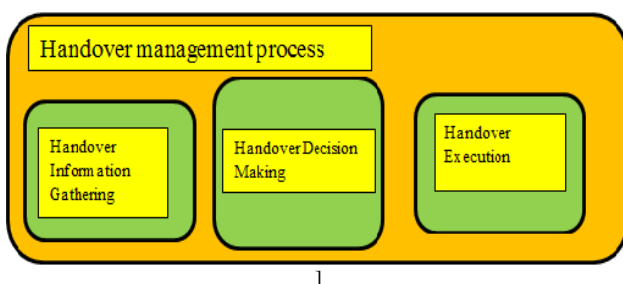 Handover management process
Handover
Information
Gathering
Handover Decision
Making
Handover
Execution
]